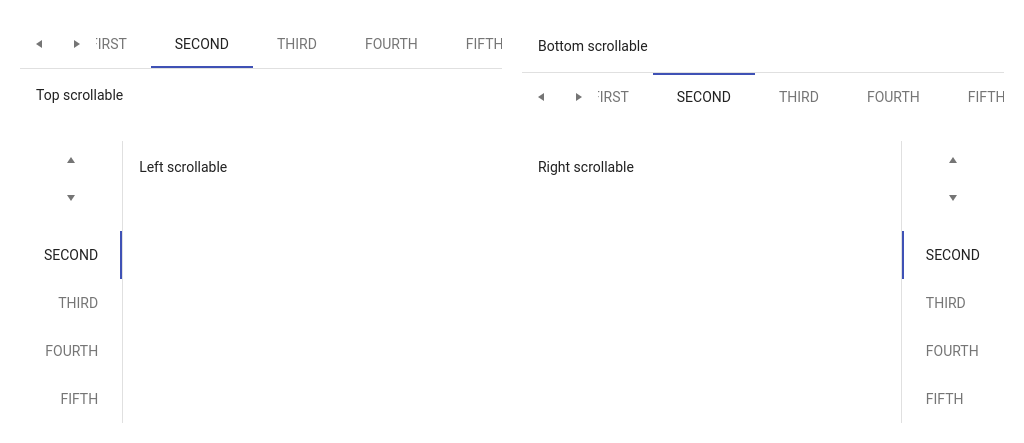 IRST SECOND THIRD FOURTH FIFTH
Top scrollable
Bottom scrollable
IRST SECOND THIRD FOURTH FIFTH
Left scrollable
SECOND
THIRD
FOURTH
FIFTH
Right scrollable
SECOND
THIRD
FOURTH
FIFTH